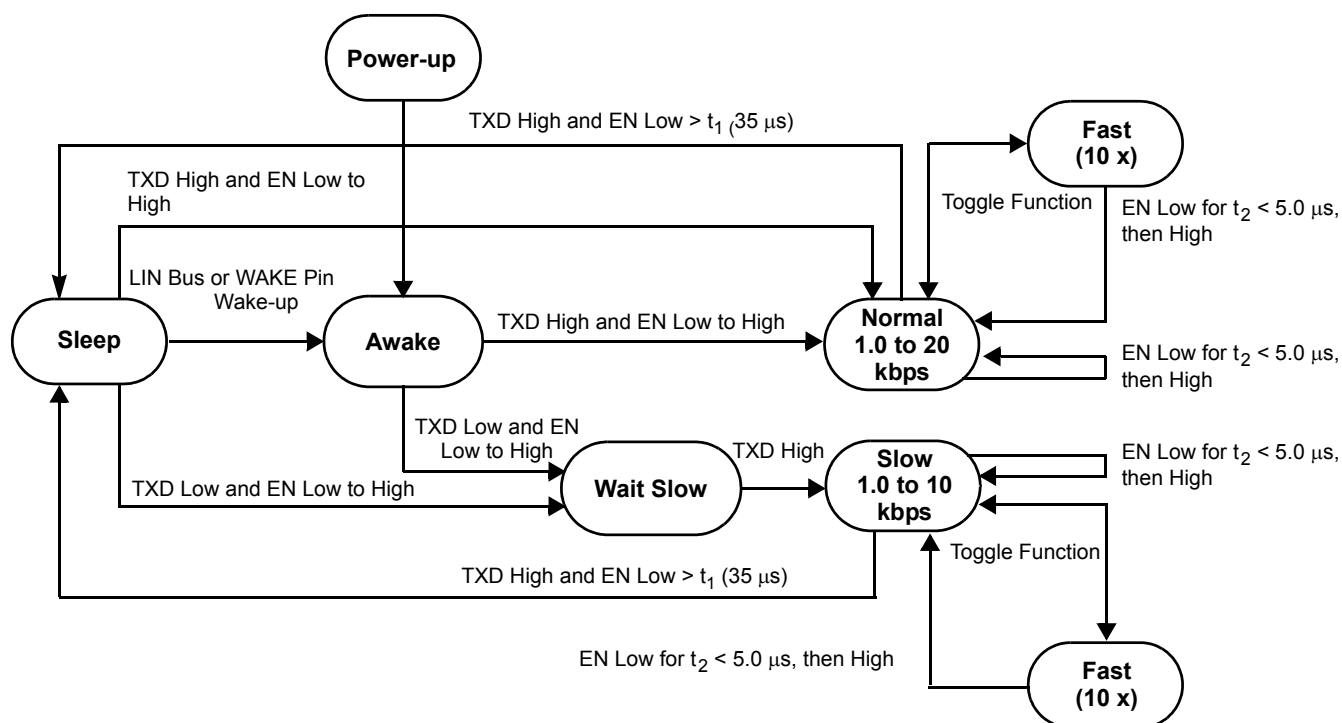 Power-up
TXD High and EN Low > t1 (35 μs)
Fast
(10 x)
TXD High and EN Low to
High
Toggle Function
EN Low for t2 < 5.0 μs,
then High
LIN Bus or WAKE Pin
Wake-up
Sleep
Awake
TXD High and EN Low to High
Normal
1.0 to 20
kbps
EN Low for t2 < 5.0 μs,
then High
TXD Low and EN
Low to High
TXD High
Slow
1.0 to 10
kbps
EN Low for t2 < 5.0 μs,
then High
TXD Low and EN Low to High
Wait Slow
Toggle Function
TXD High and EN Low > t1 (35 μs)
EN Low for t2 < 5.0 μs, then High
Fast
(10 x)